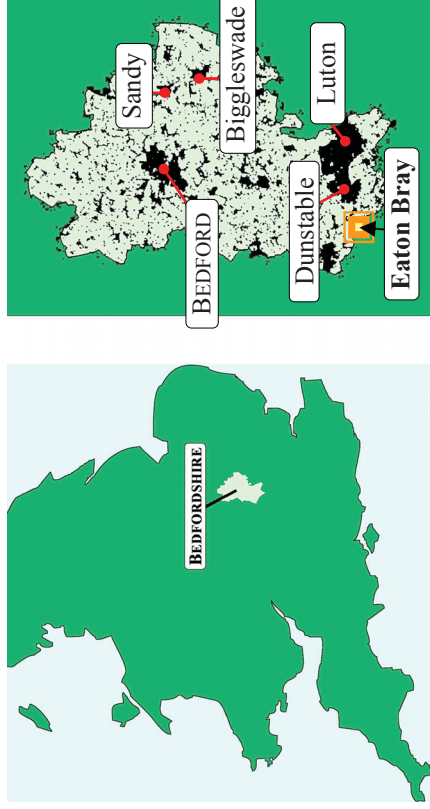 Sandy
Biggleswade
BEDFORD
Luton
Dunstable
Eaton Bray
BEDFORDSHIRE